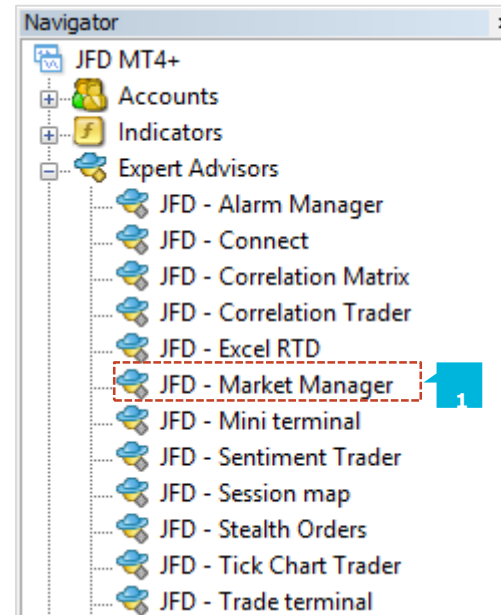 Navigator
JFD MT4+
Accounts
Indicators
Expert Advisors
JFD - Alarm Manager
JFD - Connect
JFD - Correlation Matrix
JFD - Correlation Trader
JFD - Excel RTD
JFD - Market Manager
1
JFD - Mini terminal
JFD - Sentiment Trader
JFD - Session map
JFD - Stealth Orders
JFD - Tick Chart Trader
JFD - Trade terminal